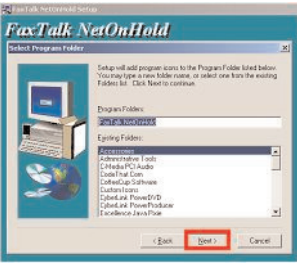 FaxTalk NetOnHold Setup
FaxTalk NetOnHold
Select Program Folder
Setup will add program icons to the Program Folder listed below.
You may type a new folder name, or select one from the existing
Folders list. Click Next to continue.
Program Folders:
FaxTalk NetOnHold
Existing Folders:
Accessories
Administrative Tools
C-Media PCI Audio
CodeThat.Com
CoffeeCup Software
Custom Icons
CyberLink PowerDVD
CyberLink PowerProducer
Excellence Java Pixie
< Back
Next >
Cancel